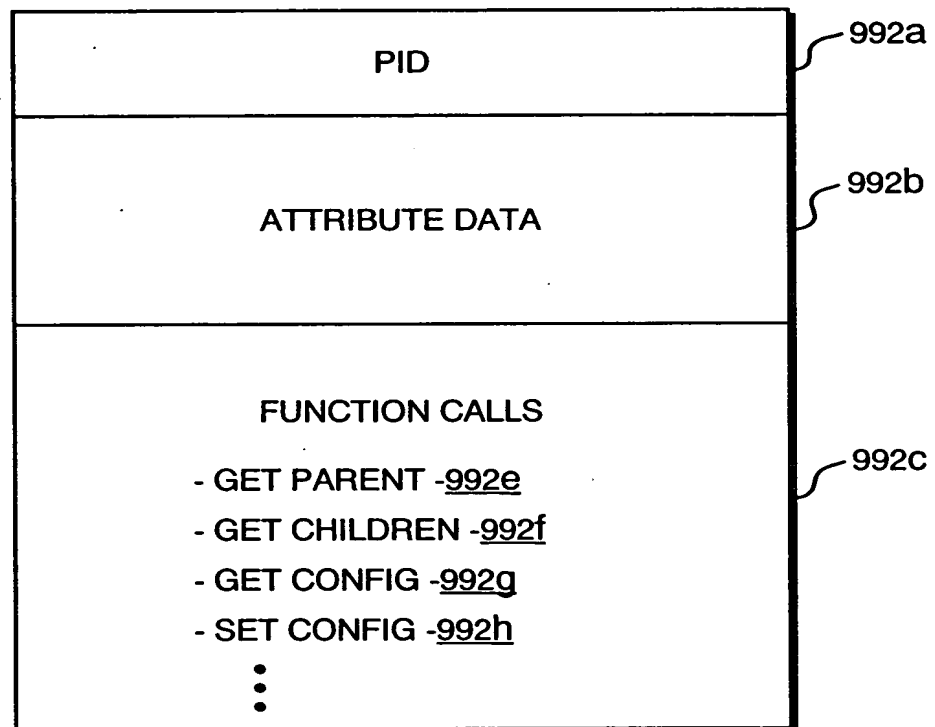 PID
992a
ATTRIBUTE DATA
992b
FUNCTION CALLS
- GET PARENT -992e
992c
- GET CHILDREN -992f
- GET CONFIG -992g
- SET CONFIG -992h